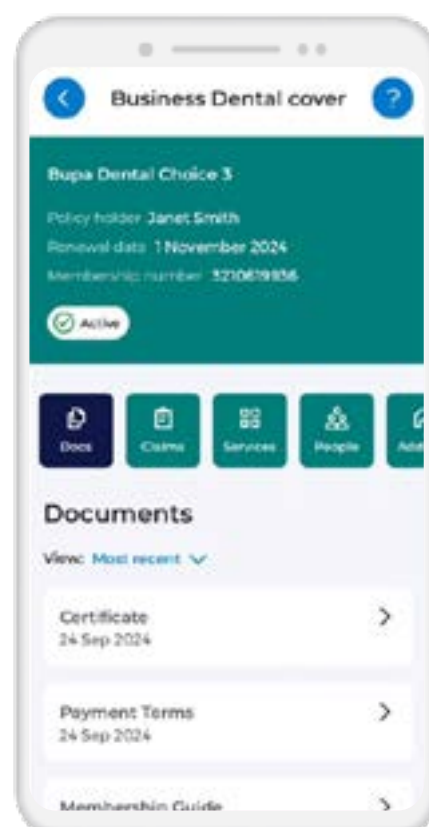 Business Dental cover
?
Bupa Dental Choice 3
Policy holder Janet Smith
Renewal date 1 November 2024
Membership number 3210619936
Active
Docs Claims Services People Add
Documents
View: Most recent
Certificate
24 Sep 2024
Payment Terms
24 Sep 2024
Membership Guide